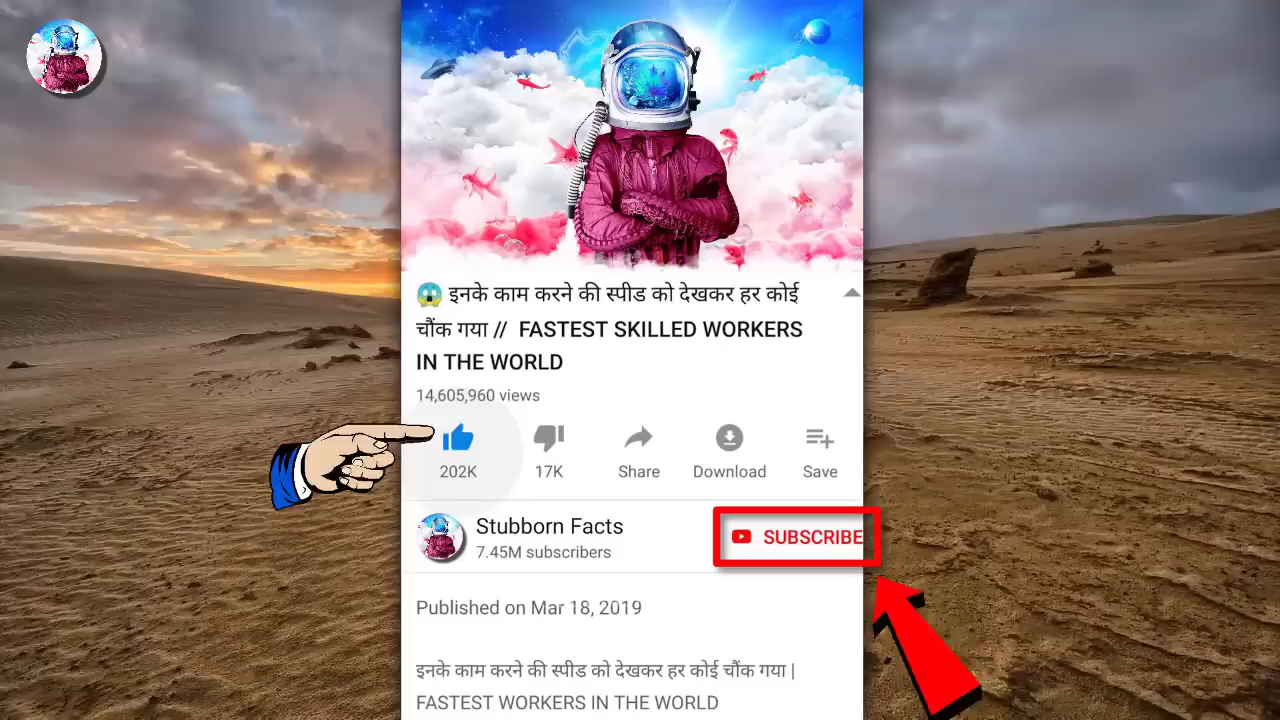 😱 इनके काम करने की स्पीड को देखकर हर कोई
चौंक गया // FASTEST SKILLED WORKERS
IN THE WORLD
14,605,960 views
202K 17K Share Download Save
Stubborn Facts
7.45M subscribers
SUBSCRIBE
Published on Mar 18, 2019
इनके काम करने की स्पीड को देखकर हर कोई चौंक गया |
FASTEST WORKERS IN THE WORLD